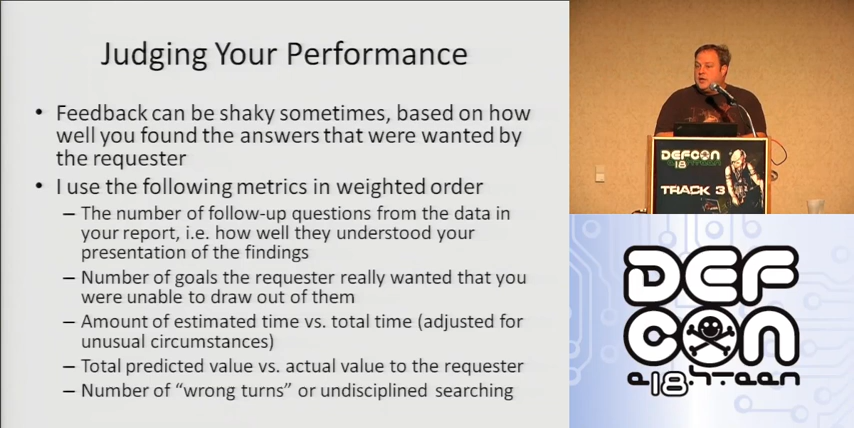 Judging Your Performance
• Feedback can be shaky sometimes, based on how
well you found the answers that were wanted by
the requester
• I use the following metrics in weighted order
– The number of follow-up questions from the data in
your report, i.e. how well they understood your
presentation of the findings
– Number of goals the requester really wanted that you
were unable to draw out of them
– Amount of estimated time vs. total time (adjusted for
unusual circumstances)
– Total predicted value vs. actual value to the requester
– Number of “wrong turns” or undisciplined searching
DEFCON
18
TRACK 3
DEF
CON
e18hteen